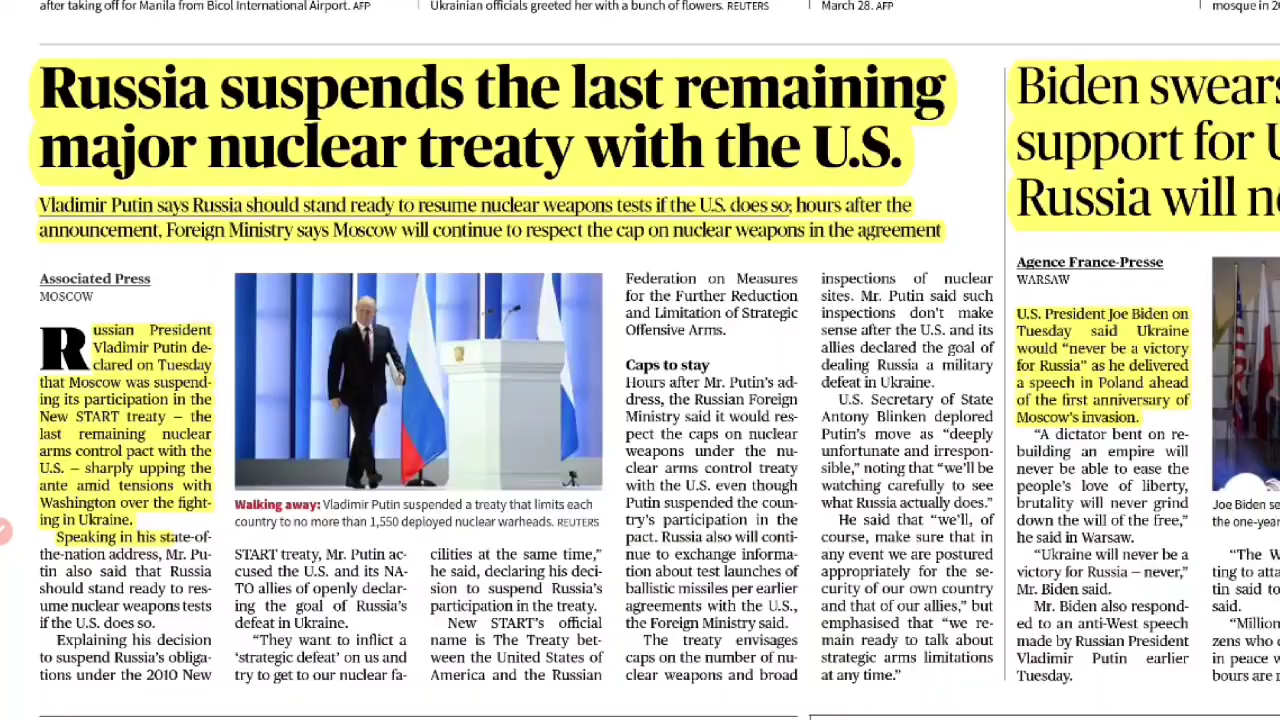 after taking off for Manila from Bicol International Airport. AFP
Ukrainian officials greeted her with a bunch of flowers. REUTERS
March 28. AFP
mosque in
Russia suspends the last remaining
major nuclear treaty with the U.S.
Vladimir Putin says Russia should stand ready to resume nuclear weapons tests if the U.S. does so; hours after the
announcement, Foreign Ministry says Moscow will continue to respect the cap on nuclear weapons in the agreement
Associated Press
MOSCOW
Russian President
Vladimir Putin de-
clared on Tuesday
that Moscow was suspend-
ing its participation in the
New START treaty – the
last remaining nuclear
arms control pact with the
U.S. – sharply upping the
ante amid tensions with
Washington over the fight-
ing in Ukraine.
Speaking in his state-of-
the-nation address, Mr. Pu-
tin also said that Russia
should stand ready to res-
ume nuclear weapons tests
if the U.S. does so.
Explaining his decision
to suspend Russia's obliga-
tions under the 2010 New
Walking away: Vladimir Putin suspended a treaty that limits each
country to no more than 1,550 deployed nuclear warheads. REUTERS
START treaty, Mr. Putin ac-
cused the U.S. and its NA-
TO allies of openly declar-
ing the goal of Russia's
defeat in Ukraine.
“They want to inflict a
‘strategic defeat’ on us and
try to get to our nuclear fa-
cilities at the same time,”
he said, declaring his deci-
sion to suspend Russia's
participation in the treaty.
New START's official
name is The Treaty bet-
ween the United States of
America and the Russian
Federation on Measures
for the Further Reduction
and Limitation of Strategic
Offensive Arms.
Caps to stay
Hours after Mr. Putin's ad-
dress, the Russian Foreign
Ministry said it would res-
pect the caps on nuclear
weapons under the nu-
clear arms control treaty
with the U.S. even though
Putin suspended the coun-
try's participation in the
pact. Russia also will conti-
nue to exchange informa-
tion about test launches of
ballistic missiles per earlier
agreements with the U.S.,
the Foreign Ministry said.
The treaty envisages
caps on the number of nu-
clear weapons and broad
inspections of nuclear
sites. Mr. Putin said such
inspections don't make
sense after the U.S. and its
allies declared the goal of
dealing Russia a military
defeat in Ukraine.
U.S. Secretary of State
Antony Blinken deplored
Putin's move as “deeply
unfortunate and irrespon-
sible,” noting that “we'll be
watching carefully to see
what Russia actually does.”
He said that “we'll, of
course, make sure that in
any event we are postured
appropriately for the se-
curity of our own country
and that of our allies,” but
emphasised that “we re-
main ready to talk about
strategic arms limitations
at any time.”
Biden swears
support for U
Russia will n
Agence France-Presse
WARSAW
U.S. President Joe Biden on
Tuesday said Ukraine
would “never be a victory
for Russia” as he delivered
a speech in Poland ahead
of the first anniversary of
Moscow's invasion.
“A dictator bent on re-
building an empire will
never be able to ease the
people's love of liberty,
brutality will never grind
down the will of the free,”
he said in Warsaw.
“Ukraine will never be a
victory for Russia – never,”
Mr. Biden said.
Mr. Biden also respond-
ed to an anti-West speech
made by Russian President
Vladimir Putin earlier
Tuesday.
Joe Biden se
the one-year
“The W
ting to atta
tin said to
said.
“Million
zens who
in peace w
bours are